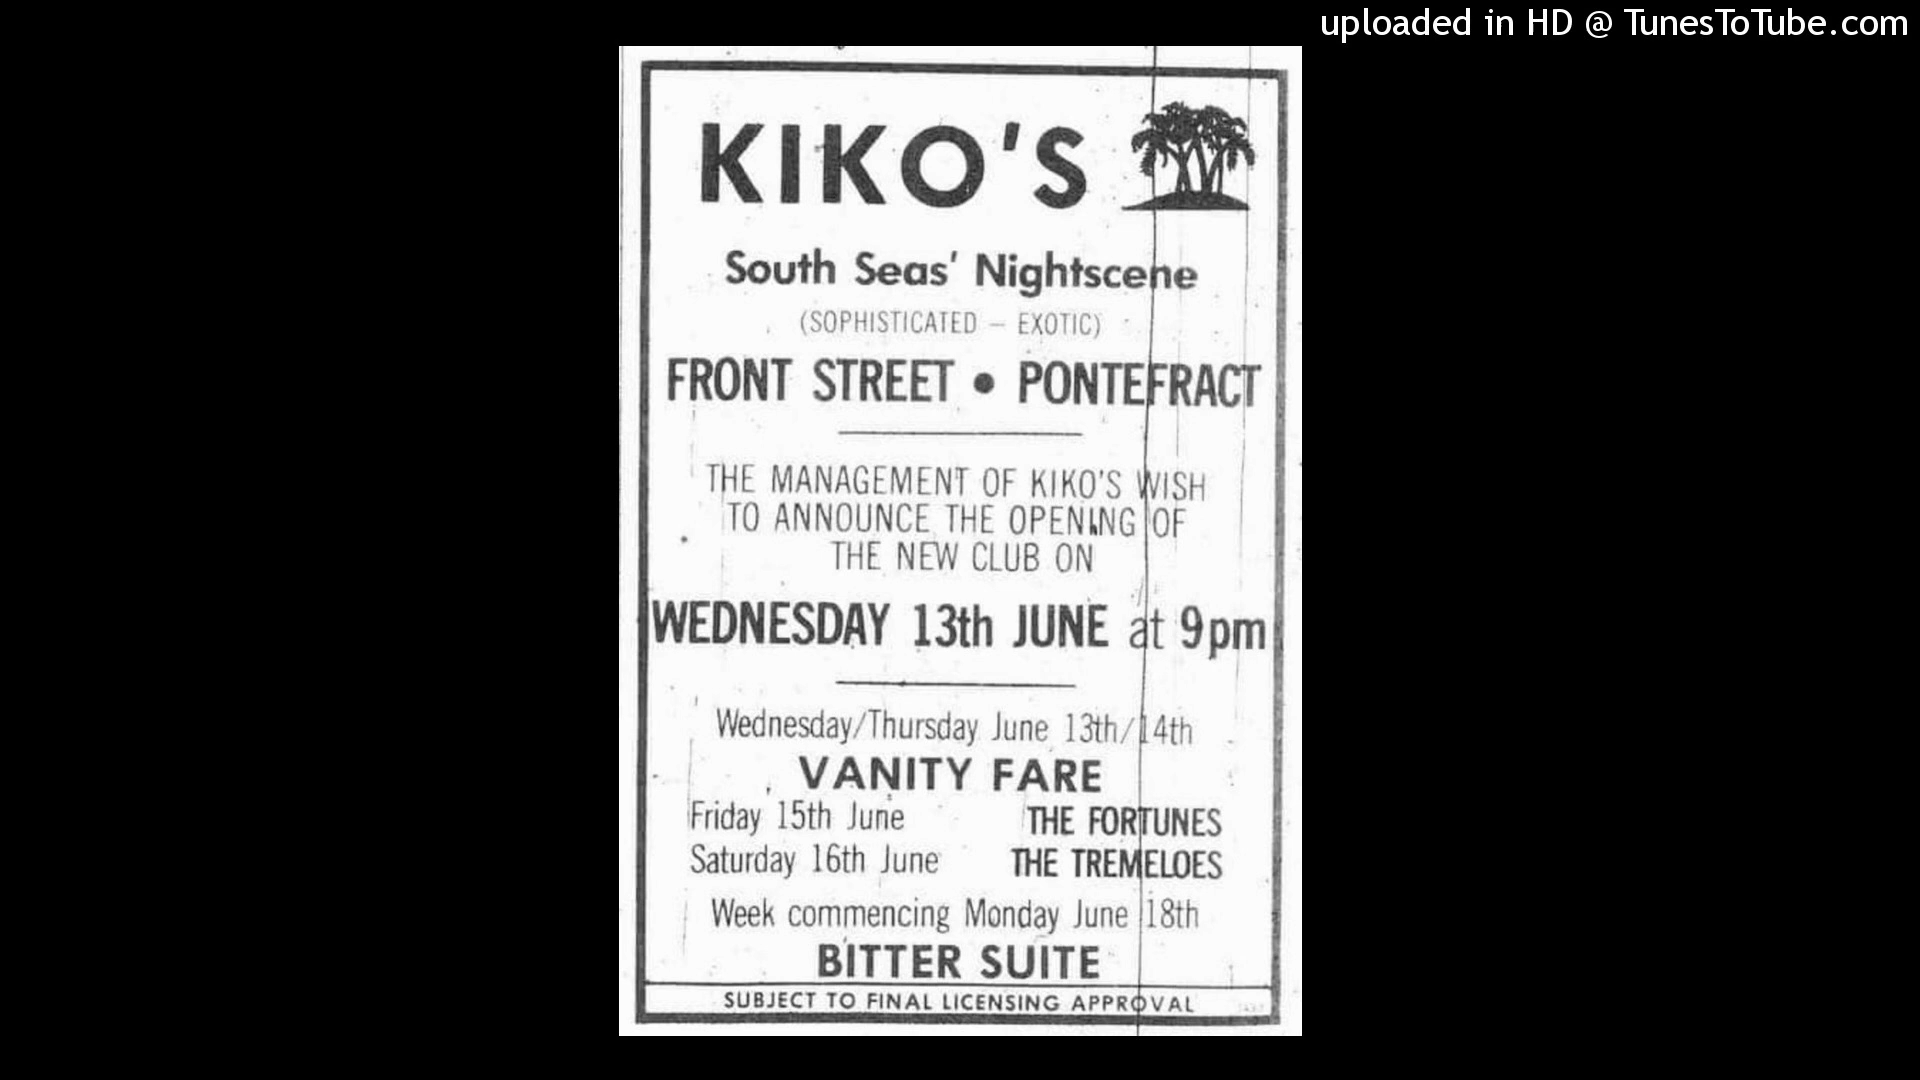 uploaded in HD @ TunesToTube.com
KIKO'S
South Seas' Nightscene
(SOPHISTICATED – EXOTIC)
FRONT STREET • PONTEFRACT
THE MANAGEMENT OF KIKO'S WISH
TO ANNOUNCE THE OPENING OF
THE NEW CLUB ON
WEDNESDAY 13th JUNE at 9pm
Wednesday/Thursday June 13th/14th
VANITY FARE
Friday 15th June THE FORTUNES
Saturday 16th June THE TREMELOES
Week commencing Monday June 18th
BITTER SUITE
SUBJECT TO FINAL LICENSING APPROVAL